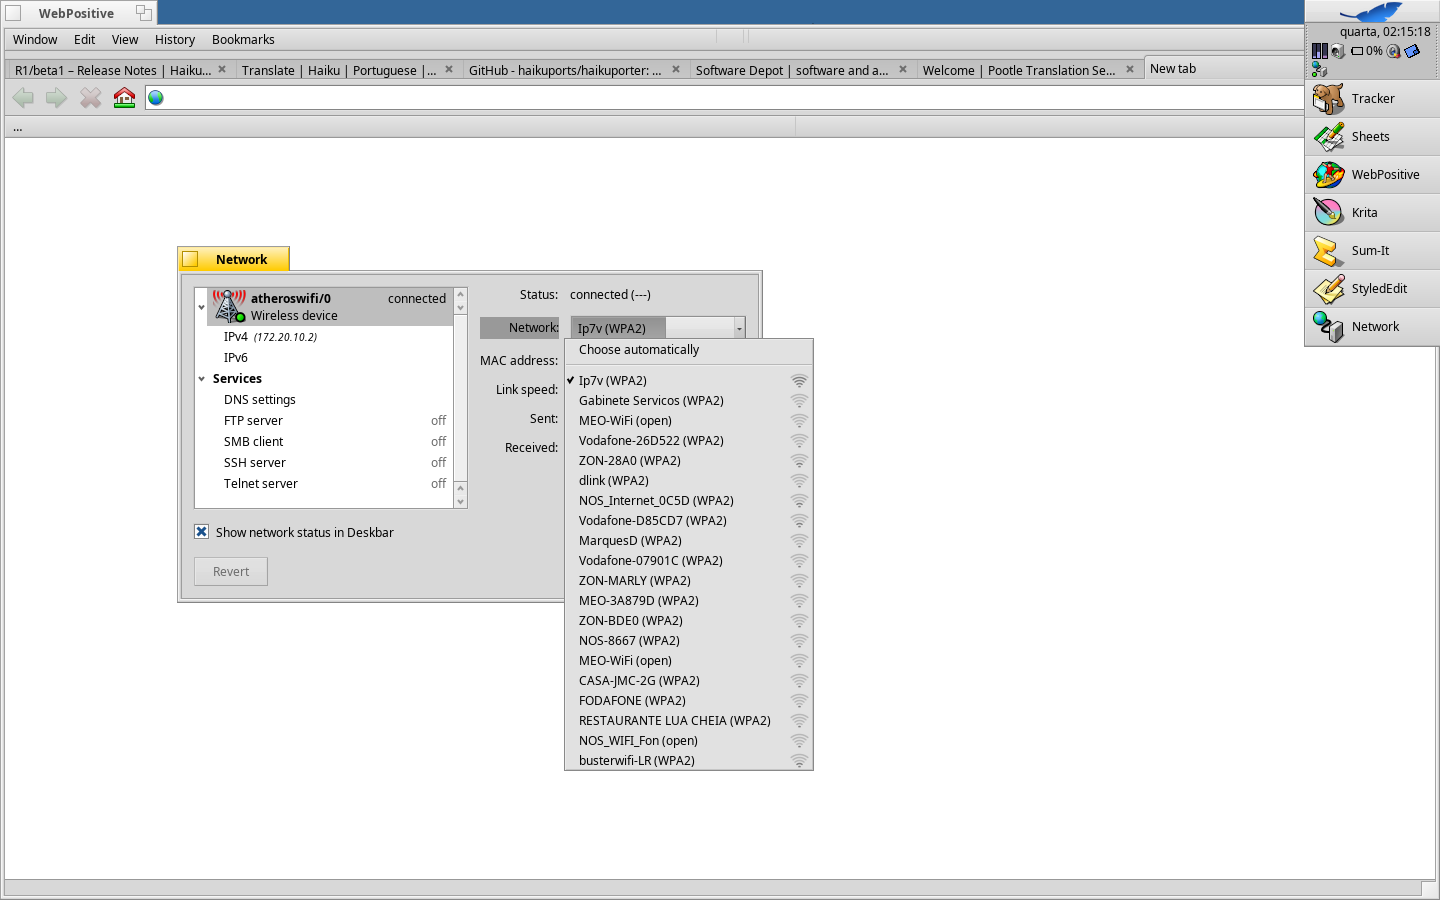 WebPositive
quarta, 02:15:18
0%
Window Edit View History Bookmarks
R1/beta1 – Release Notes | Haiku... Translate | Haiku | Portuguese |... GitHub - haikuports/haikuporter: ... Software Depot | software and a... Welcome | Pootle Translation Se... New tab
...
Tracker
Sheets
WebPositive
Krita
Sum-It
StyledEdit
Network
Network
atheroswifi/0 connected
Wireless device
IPv4 (172.20.10.2)
IPv6
Services
DNS settings
FTP server off
SMB client off
SSH server off
Telnet server off
Show network status in Deskbar
Revert
Status: connected (---)
Network: Ip7v (WPA2)
MAC address:
Link speed:
Sent:
Received:
Choose automatically
Ip7v (WPA2)
Gabinete Servicos (WPA2)
MEO-WiFi (open)
Vodafone-26D522 (WPA2)
ZON-28A0 (WPA2)
dlink (WPA2)
NOS_Internet_0C5D (WPA2)
Vodafone-D85CD7 (WPA2)
MarquesD (WPA2)
Vodafone-07901C (WPA2)
ZON-MARLY (WPA2)
MEO-3A879D (WPA2)
ZON-BDE0 (WPA2)
NOS-8667 (WPA2)
MEO-WiFi (open)
CASA-JMC-2G (WPA2)
FODAFONE (WPA2)
RESTAURANTE LUA CHEIA (WPA2)
NOS_WIFI_Fon (open)
busterwifi-LR (WPA2)